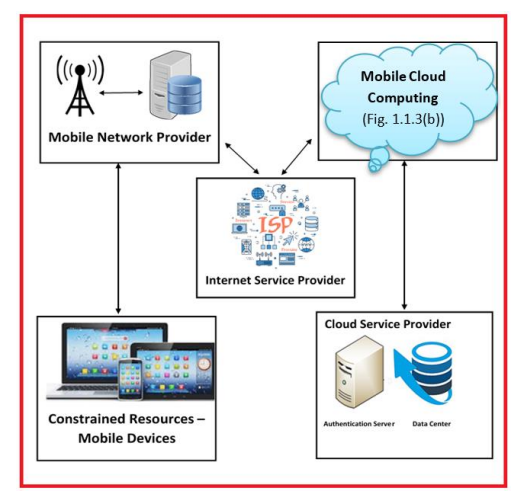 Mobile Network Provider
Mobile Cloud
Computing
(Fig. 1.1.3(b))
ISP
Internet Service Provider
Constrained Resources –
Mobile Devices
Cloud Service Provider
Authentication Server
Data Center